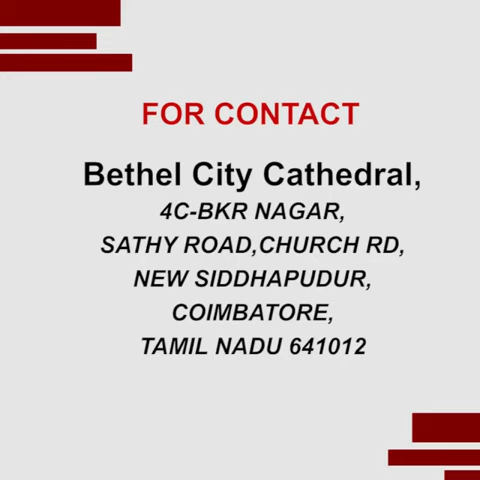 FOR CONTACT
Bethel City Cathedral,
4C-BKR NAGAR,
SATHY ROAD,CHURCH RD,
NEW SIDDHAPUDUR,
COIMBATORE,
TAMIL NADU 641012